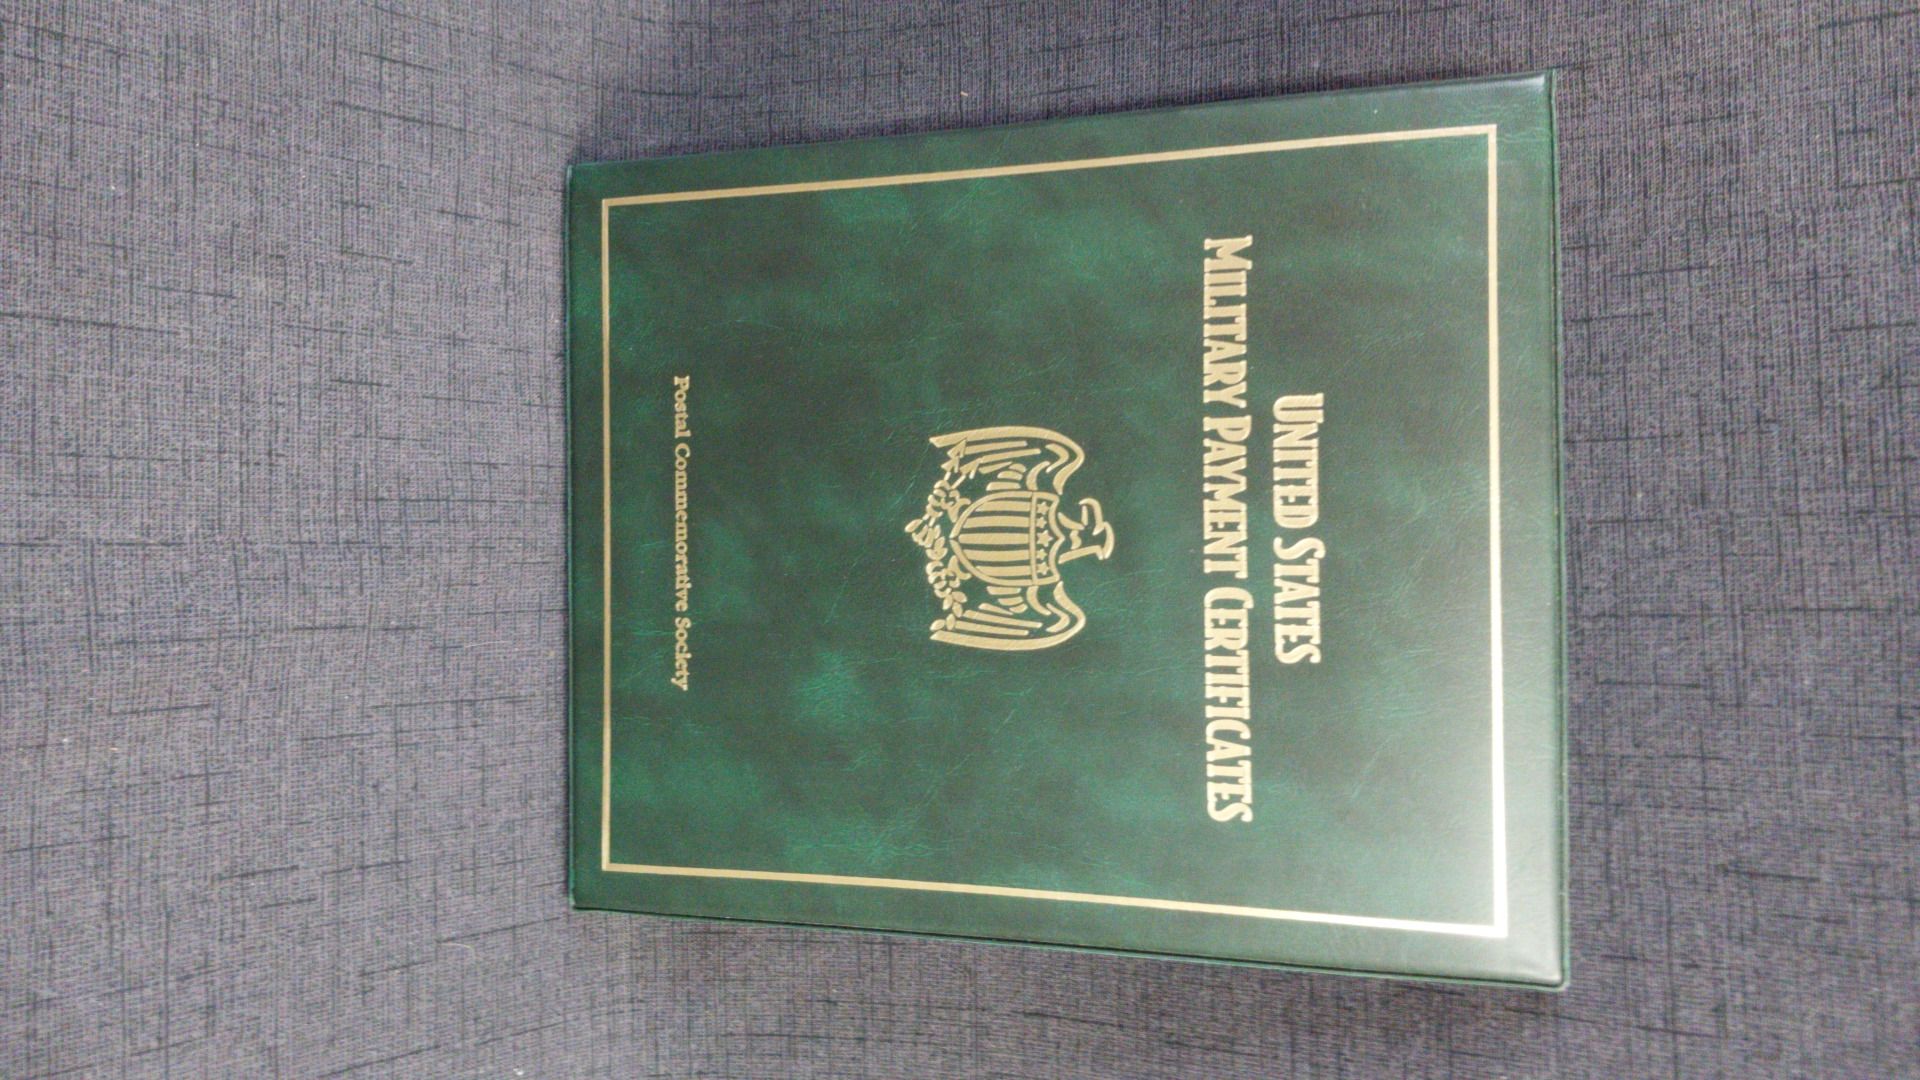 UNITED STATES
MILITARY PAYMENT CERTIFICATES
Postal Commemorative Society